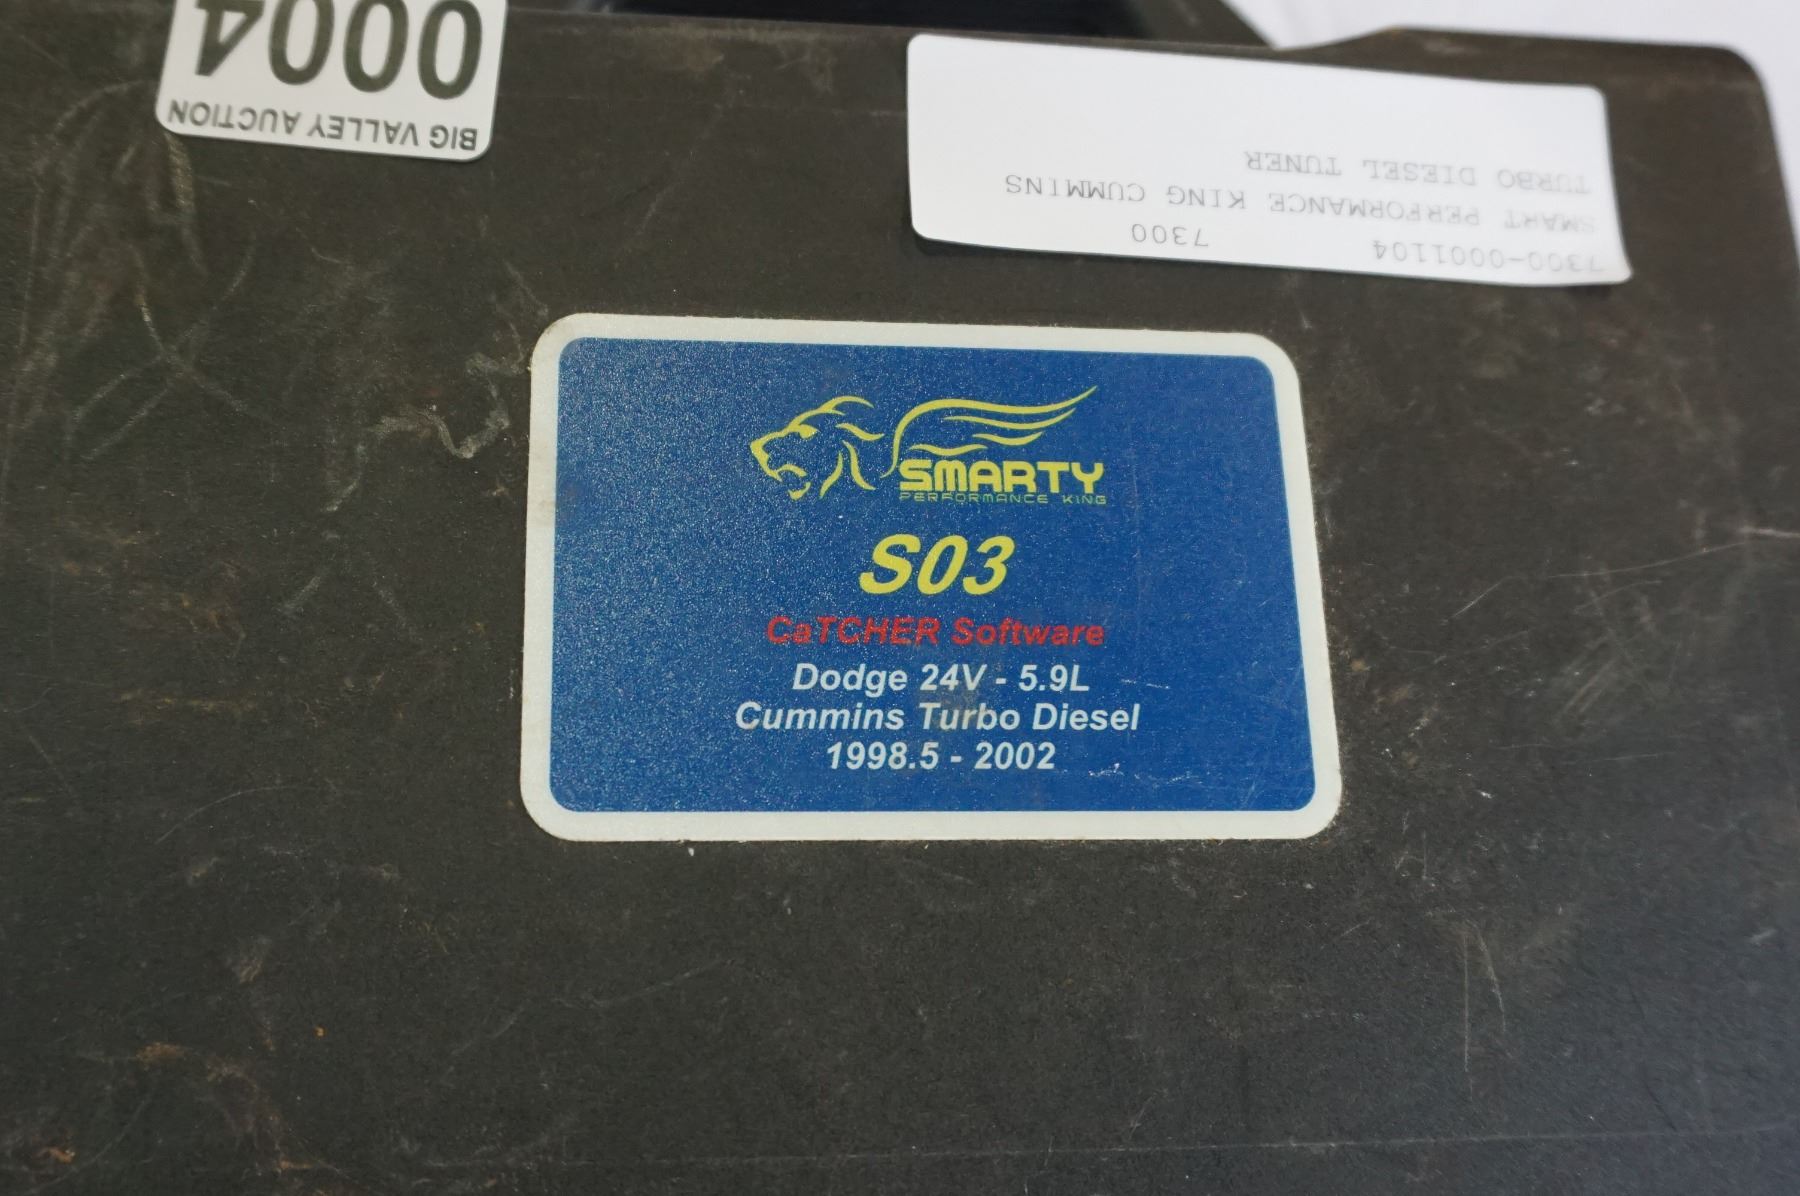 0004
BIG VALLEY AUCTION
7300-0001104 7300
SMART PERFORMANCE KING CUMMINS
TURBO DIESEL TUNER
SMARTY
PERFORMANCE KING
S03
CaTCHER Software
Dodge 24V - 5.9L
Cummins Turbo Diesel
1998.5 - 2002